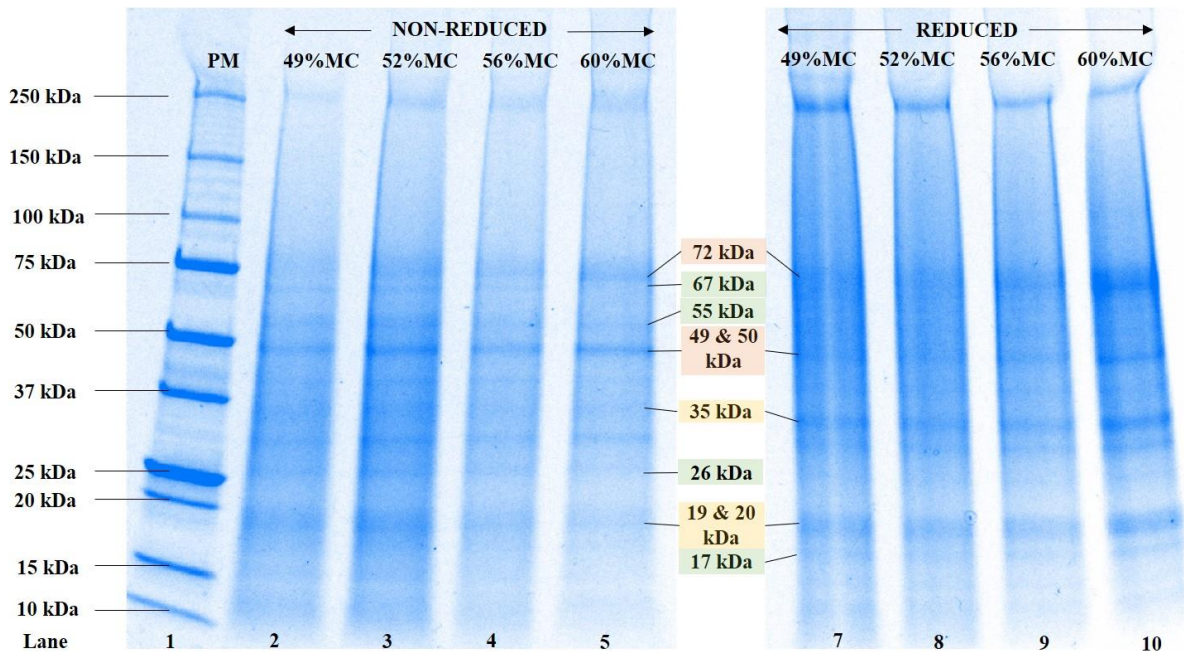 NON-REDUCED
REDUCED
PM
49%MC
52%MC
56%MC
60%MC
49%MC
52%MC
56%MC
60%MC
250 kDa
150 kDa
100 kDa
75 kDa
50 kDa
37 kDa
25 kDa
20 kDa
15 kDa
10 kDa
72 kDa
67 kDa
55 kDa
49 & 50
kDa
35 kDa
26 kDa
19 & 20
kDa
17 kDa
Lane
1
2
3
4
5
7
8
9
10